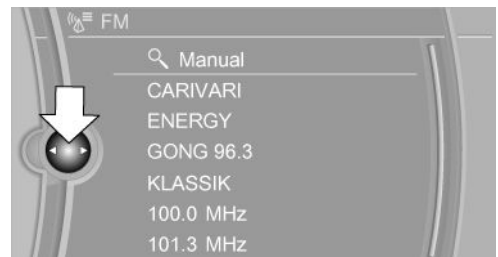 FM
Manual
CARIVARI
ENERGY
GONG 96.3
KLASSIK
100.0 MHz
101.3 MHz